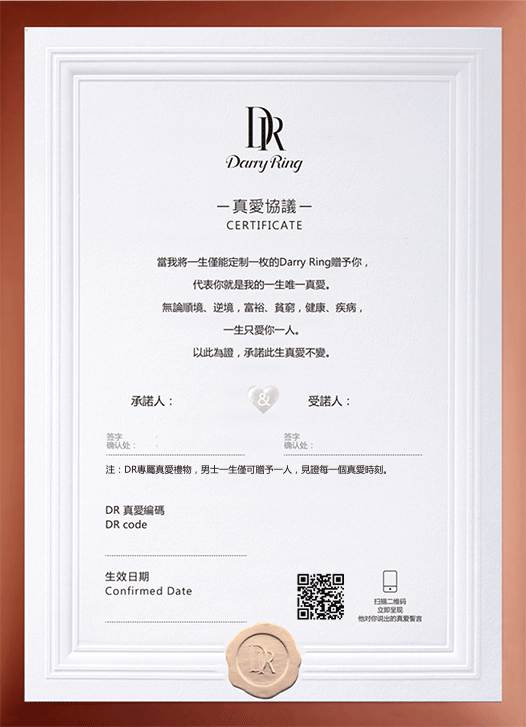 DR
Darry Ring
－真愛協議－
CERTIFICATE
當我將一生僅能定制一枚的Darry Ring贈予你，
代表你就是我的一生唯一真愛。
無論順境、逆境，富裕、貧窮，健康、疾病，
一生只愛你一人。
以此為證，承諾此生真愛不變。
承諾人： & 受諾人：
签字 签字
确认处： 确认处：
注：DR專屬真愛禮物，男士一生僅可贈予一人，見證每一個真愛時刻。
DR 真愛編碼
DR code
生效日期
Confirmed Date
扫描二维码
立即呈现
他对你说出的真爱誓言
DR